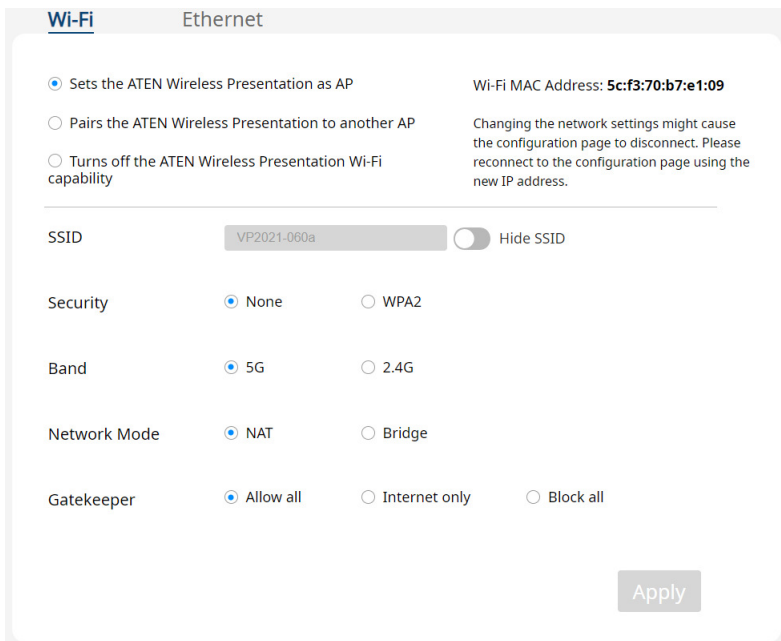 Wi-Fi Ethernet
Sets the ATEN Wireless Presentation as AP
Pairs the ATEN Wireless Presentation to another AP
Turns off the ATEN Wireless Presentation Wi-Fi
capability
Wi-Fi MAC Address: 5c:f3:70:b7:e1:09
Changing the network settings might cause
the configuration page to disconnect. Please
reconnect to the configuration page using the
new IP address.
SSID VP2021-060a Hide SSID
Security None WPA2
Band 5G 2.4G
Network Mode NAT Bridge
Gatekeeper Allow all Internet only Block all
Apply